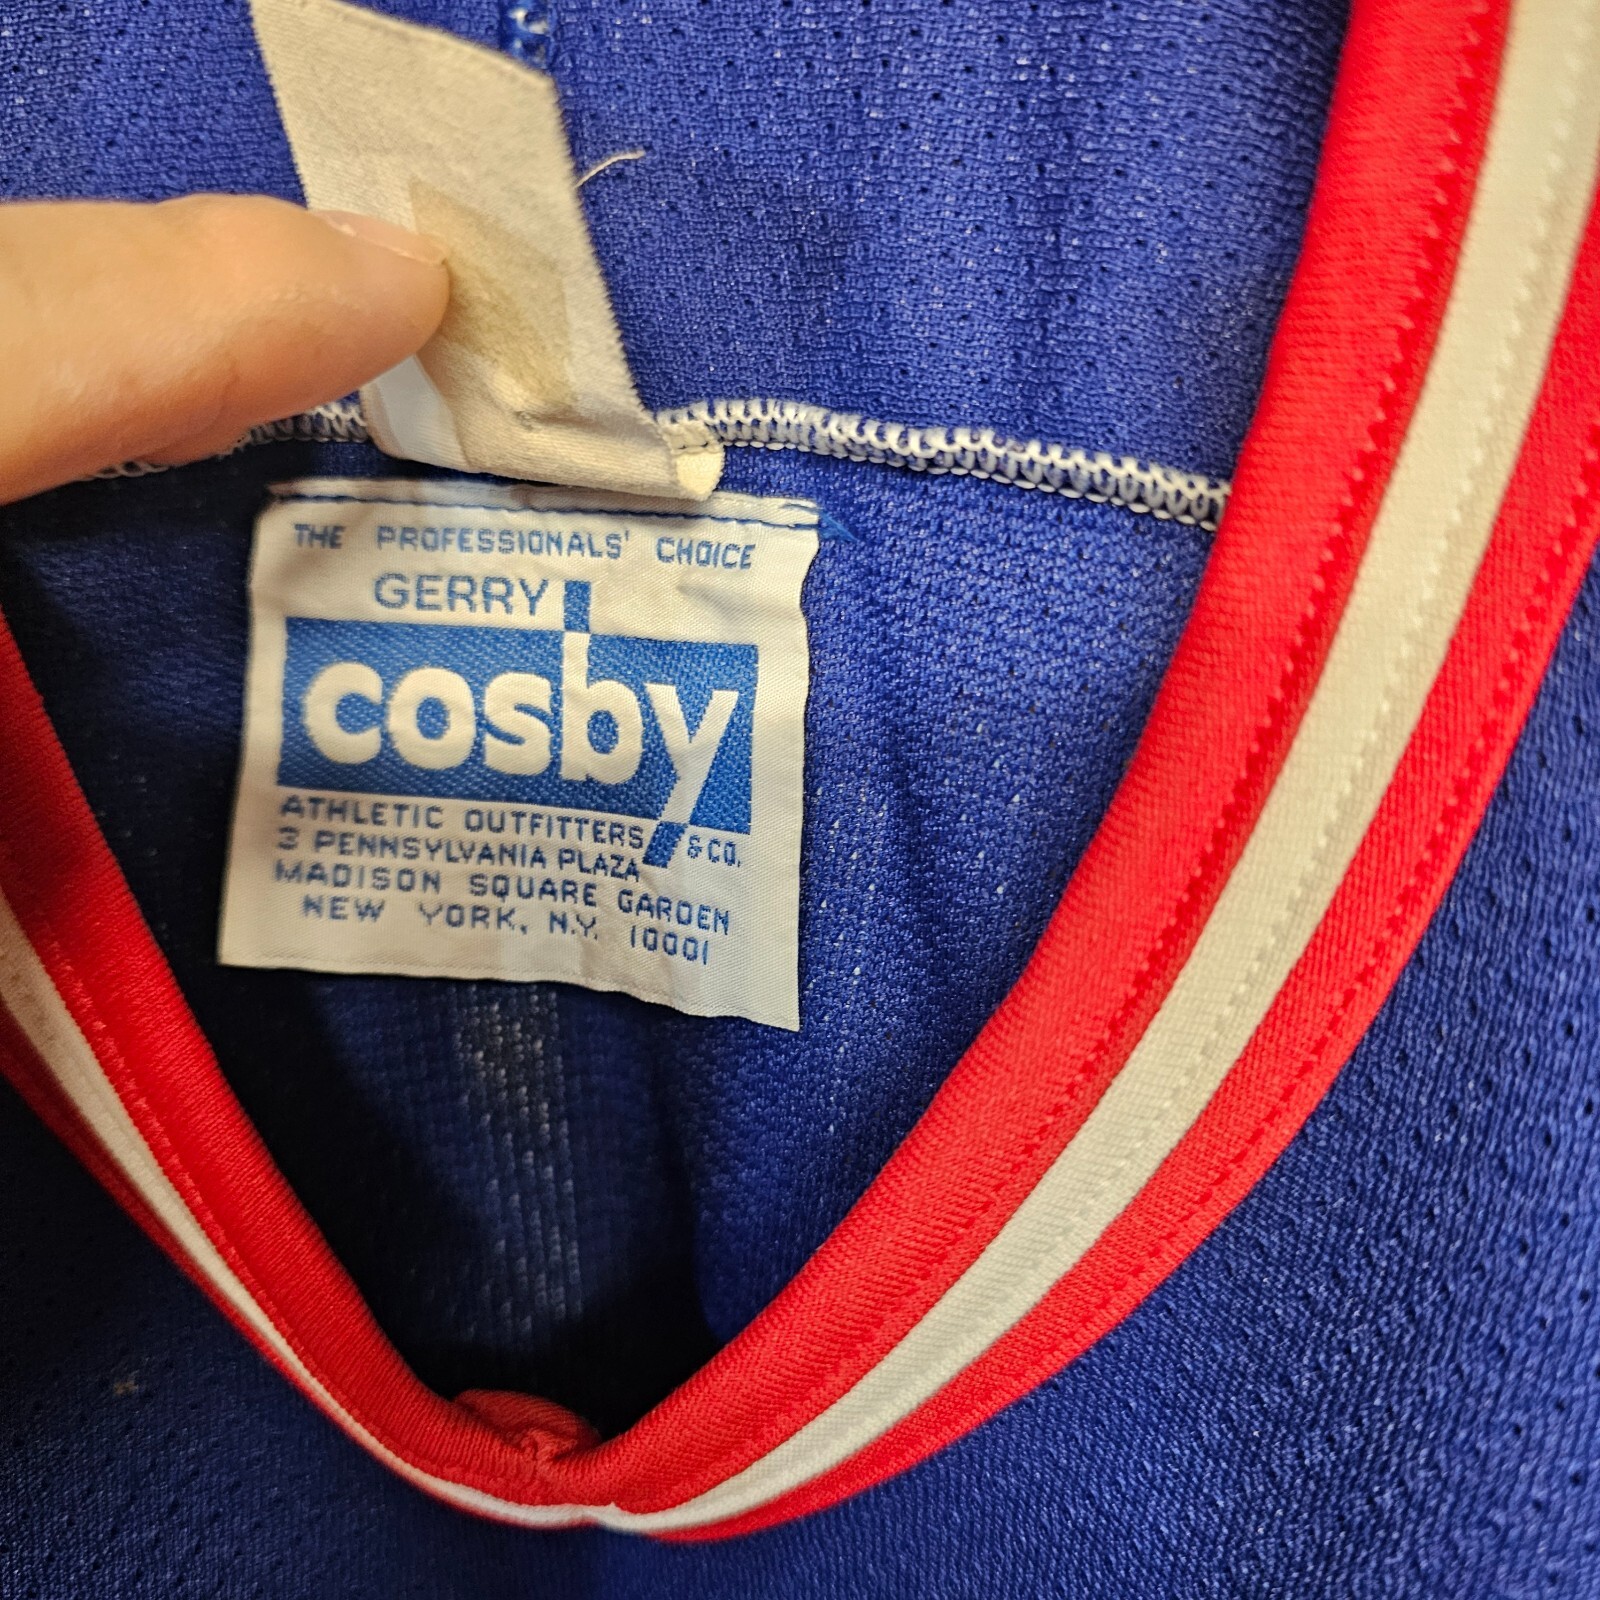 THE PROFESSIONALS' CHOICE
GERRY
cosby
ATHLETIC OUTFITTERS & CO.
3 PENNSYLVANIA PLAZA
MADISON SQUARE GARDEN
NEW YORK, N.Y. 10001